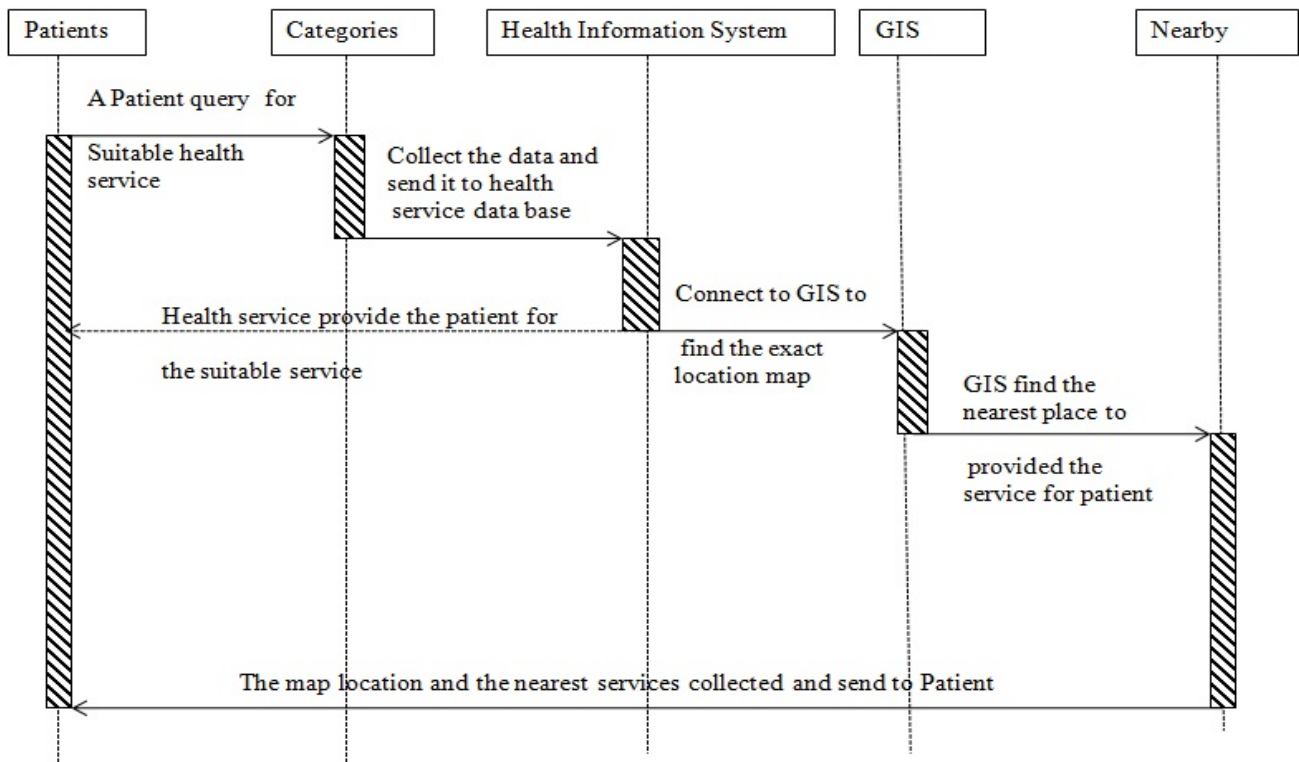 Patients
Categories
Health Information System
GIS
Nearby
A Patient query for
Suitable health
service
Collect the data and
send it to health
service data base
Connect to GIS to
find the exact
location map
Health service provide the patient for
the suitable service
GIS find the
nearest place to
provided the
service for patient
The map location and the nearest services collected and send to Patient